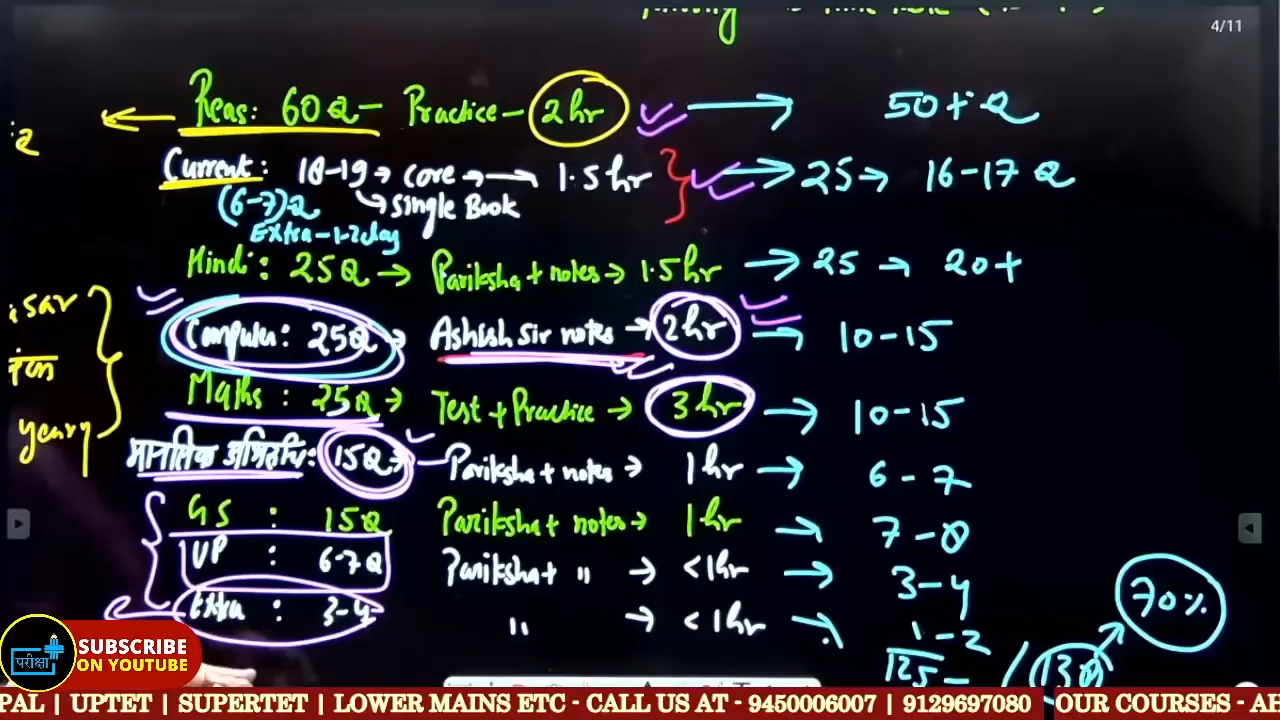 4/11
Reas: 60Q - Practice - 2hr → 50+ Q
Current: 18-19 → core → 1.5hr → 25 → 16-17 Q
(6-7)Q → Single Book
Extra-1-2day
Hindi: 25Q → Pariksha + notes → 1.5hr → 25 → 20+
Computer: 25Q → Ashish Sir notes → 2hr → 10-15
Maths: 25Q → Test + Practice → 3hr → 10-15
year
मानसिक अभिरुचि: 15Q → Pariksha + notes → 1hr → 6-7
GS : 15Q Pariksha + notes → 1hr → 7-8
UP : 6-7Q Pariksha + " → <1hr → 3-4
Extra : 3-4 " → <1hr → 1-2
70%
125 - / 130
परीक्षा
SUBSCRIBE
ON YOUTUBE
PAL | UPTET | SUPERTET | LOWER MAINS ETC - CALL US AT - 9450006007 | 9129697080 OUR COURSES - AH